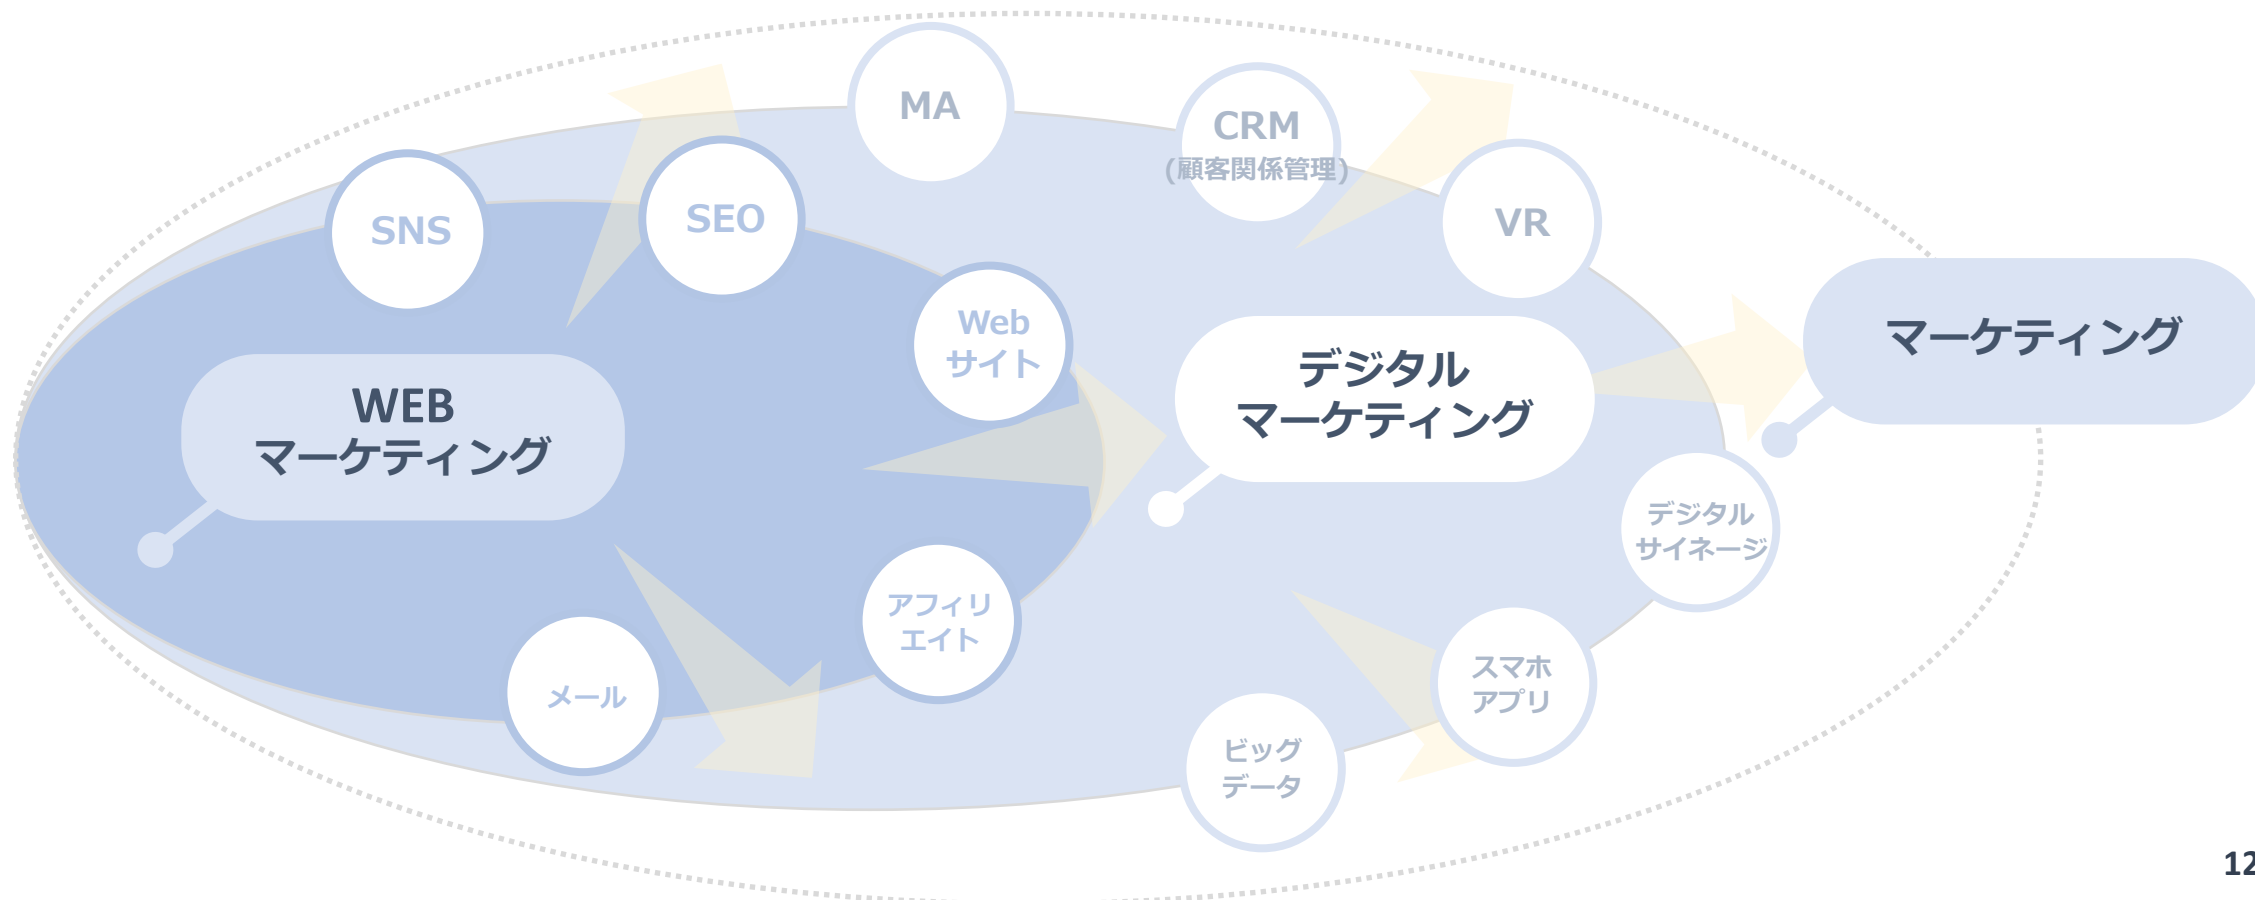 MA
CRM
(顧客関係管理)
SNS
SEO
VR
Web
サイト
マーケティング
デジタル
マーケティング
WEB
マーケティング
デジタル
サイネージ
アフィリ
エイト
スマホ
アプリ
メール
ビッグ
データ
12